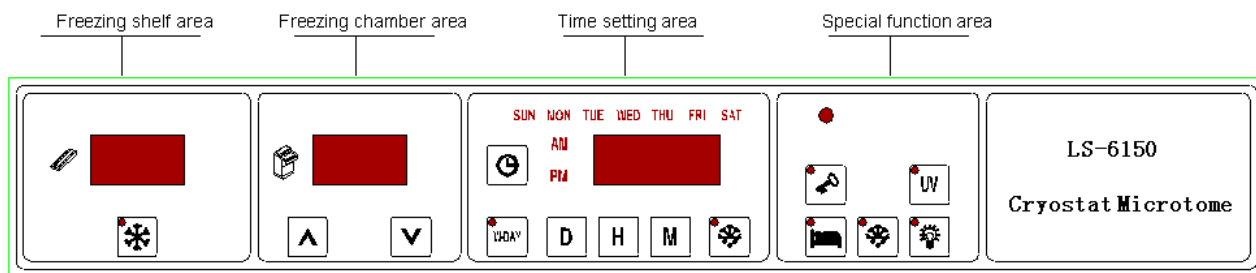 Freezing shelf area
Freezing chamber area
Time setting area
Special function area
SUN MON TUE WED THU FRI SAT
AM
PM
UV
D H M
LS-6150
Cryostat Microtome